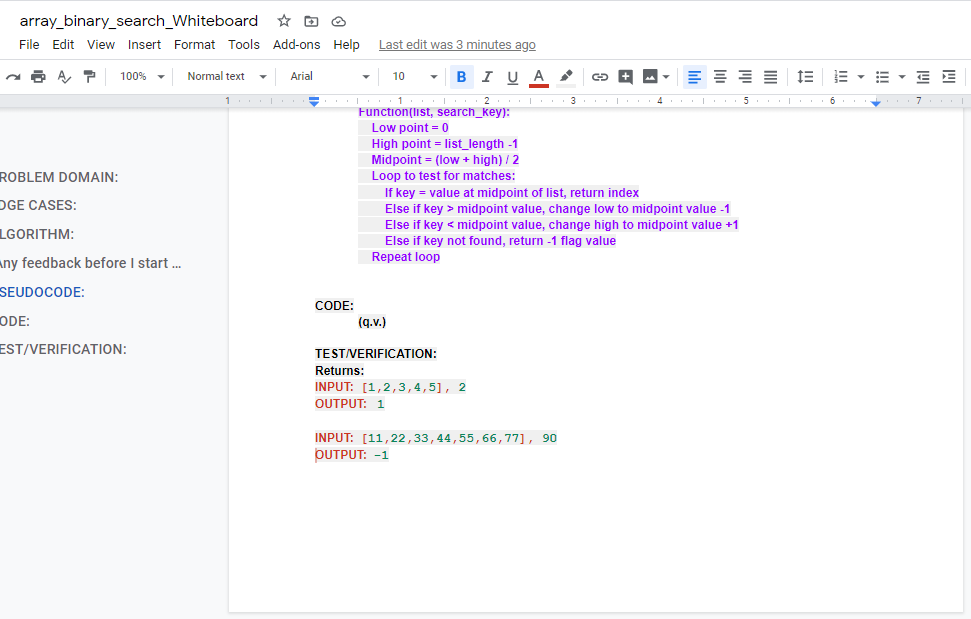 array_binary_search_Whiteboard
File Edit View Insert Format Tools Add-ons Help Last edit was 3 minutes ago
100% Normal text Arial 10 B I U A
1 1 2 3 4 5 6 7
ROBLEM DOMAIN:
DGE CASES:
LGORITHM:
Any feedback before I start ...
SEUDOCODE:
ODE:
EST/VERIFICATION:
Function(list, search_key):
Low point = 0
High point = list_length -1
Midpoint = (low + high) / 2
Loop to test for matches:
If key = value at midpoint of list, return index
Else if key > midpoint value, change low to midpoint value -1
Else if key < midpoint value, change high to midpoint value +1
Else if key not found, return -1 flag value
Repeat loop
CODE:
(q.v.)
TEST/VERIFICATION:
Returns:
INPUT: [1,2,3,4,5], 2
OUTPUT: 1
INPUT: [11,22,33,44,55,66,77], 90
OUTPUT: -1